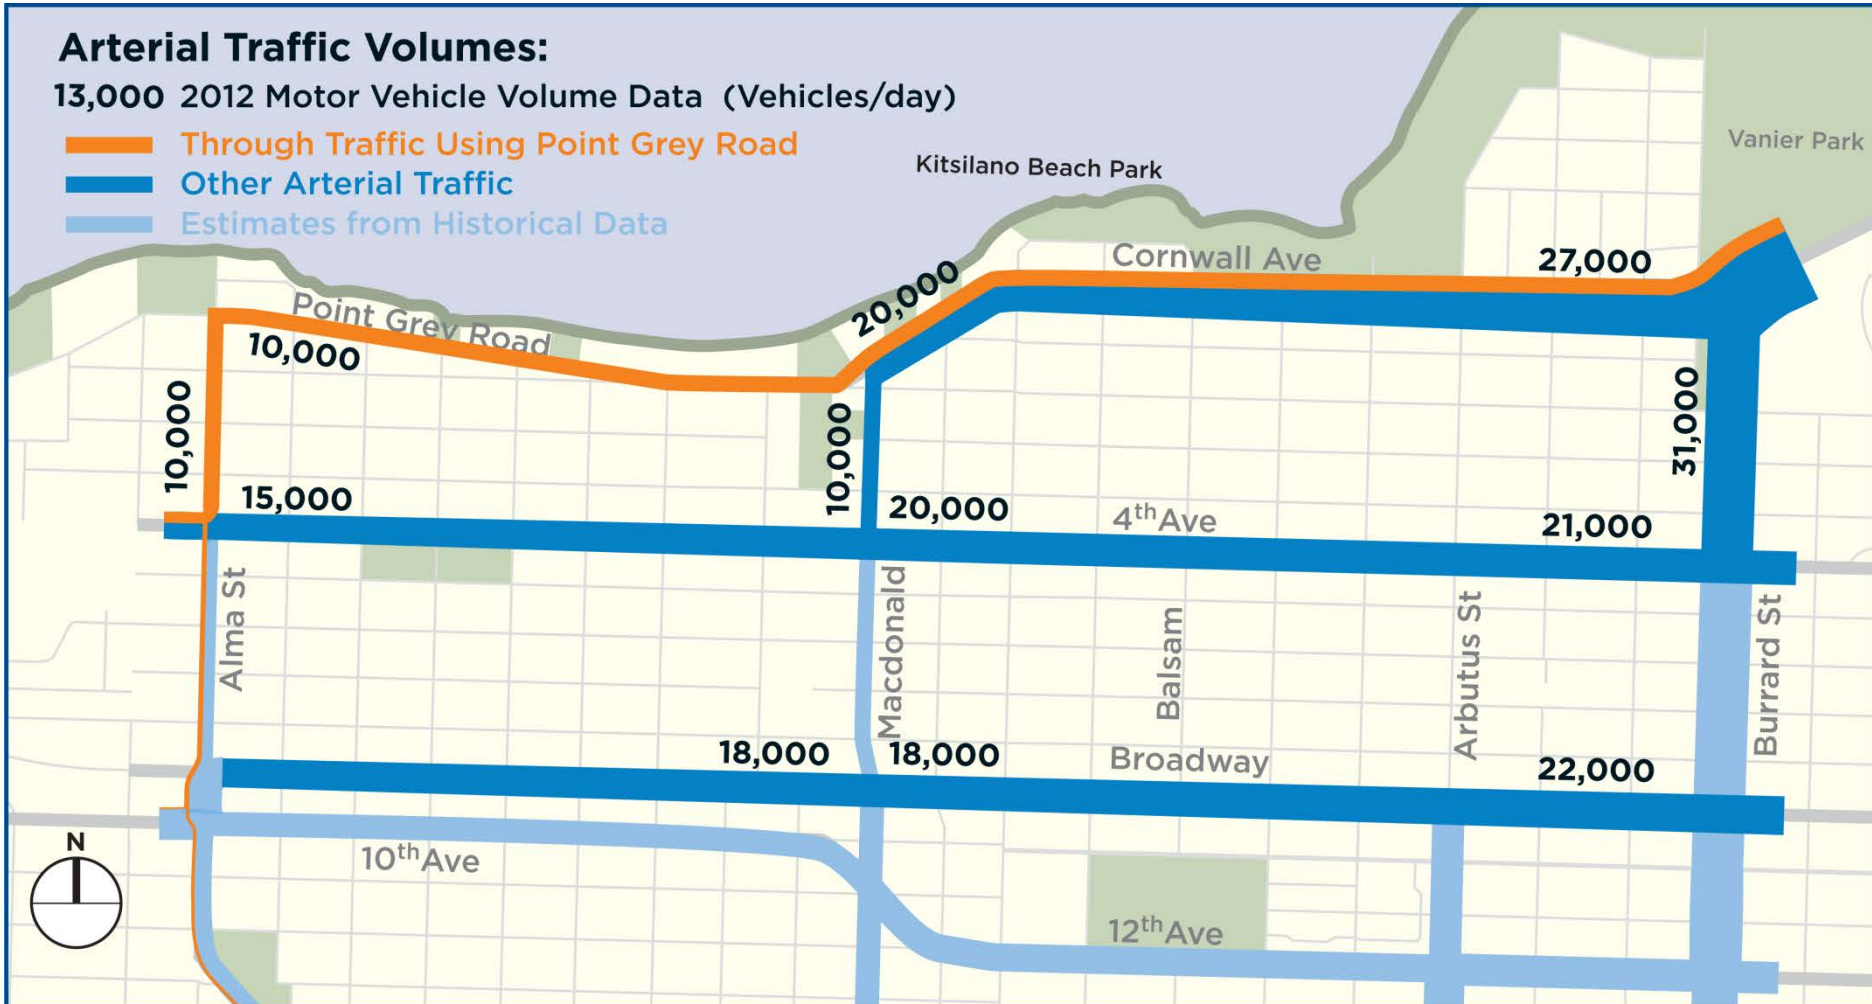 Arterial Traffic Volumes:
13,000 2012 Motor Vehicle Volume Data (Vehicles/day)
Through Traffic Using Point Grey Road
Other Arterial Traffic
Estimates from Historical Data
Kitsilano Beach Park
Vanier Park
Cornwall Ave
27,000
20,000
Point Grey Road
10,000
10,000
10,000
31,000
15,000
20,000
4th Ave
21,000
Alma St
Macdonald
Balsam
Arbutus St
Burrard St
18,000
18,000
Broadway
22,000
N
10th Ave
12th Ave